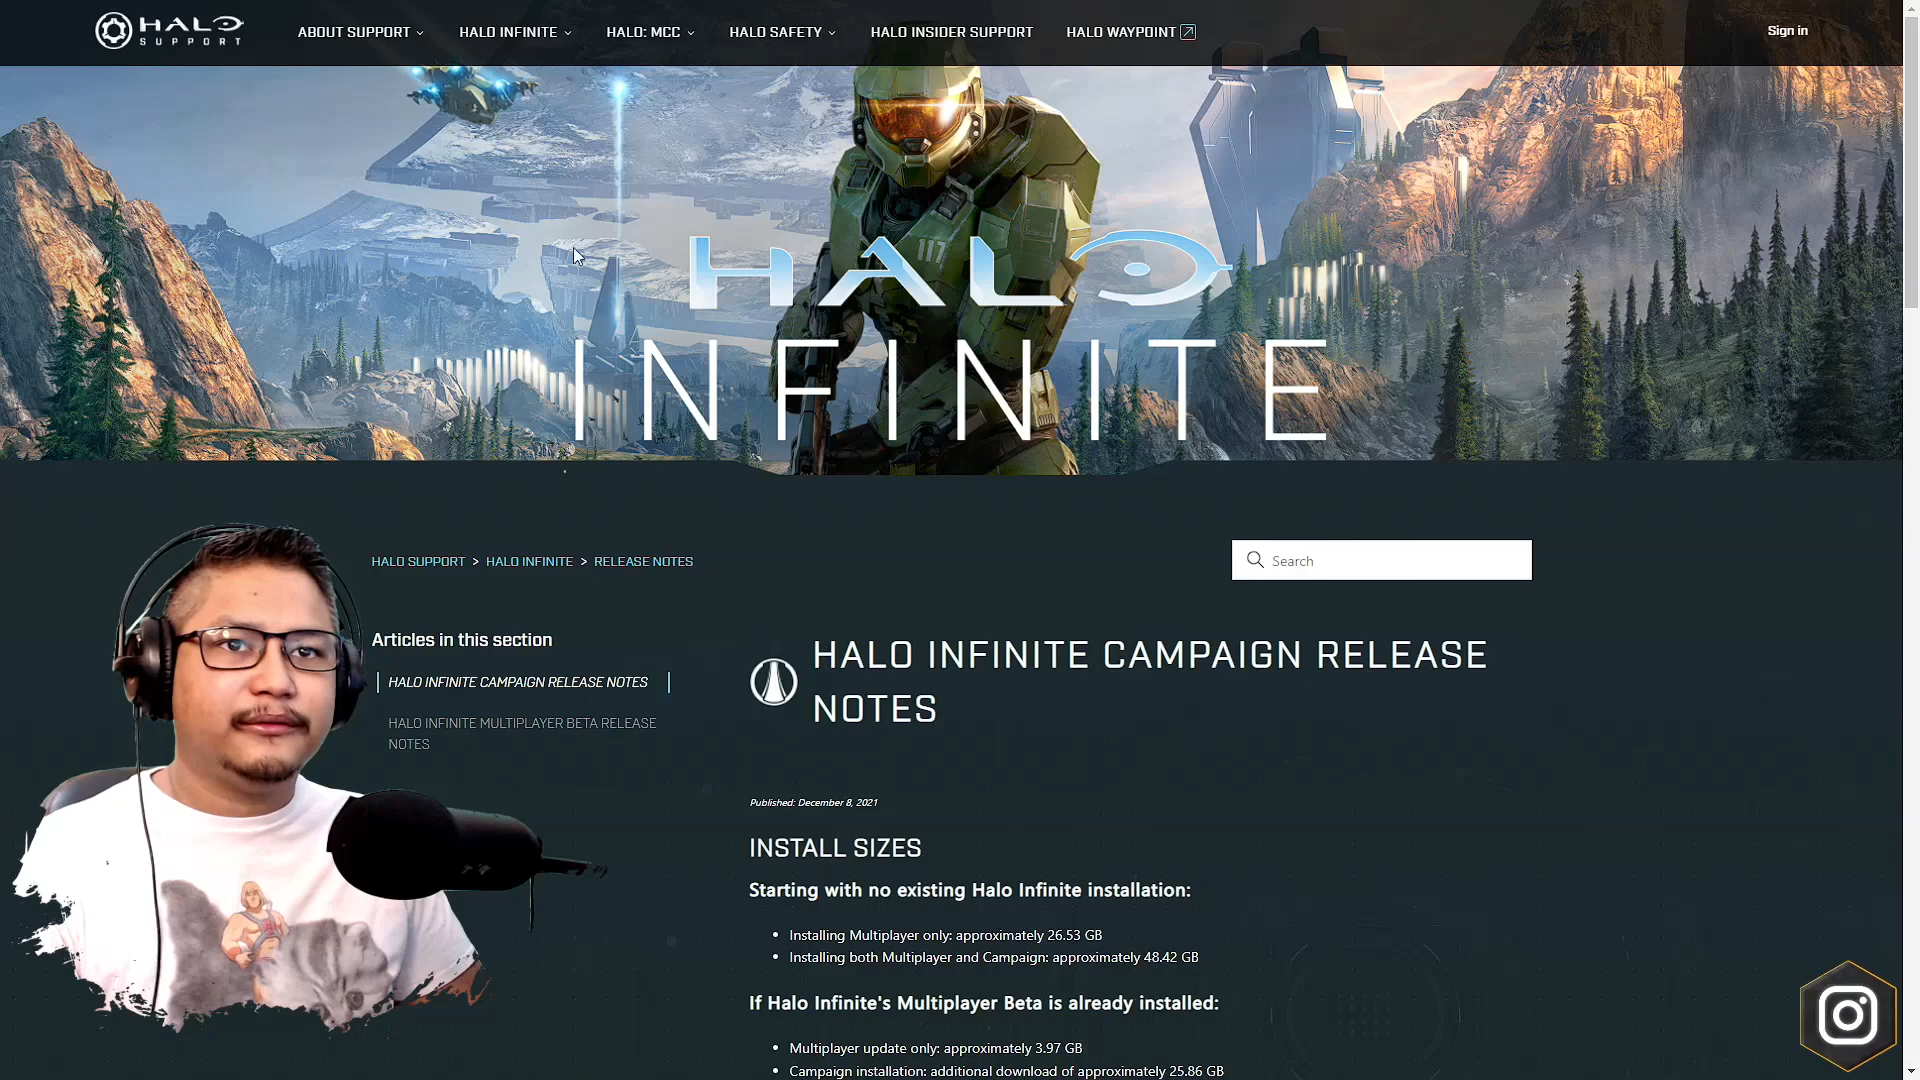 HALO
SUPPORT
ABOUT SUPPORT
HALO INFINITE
HALO: MCC
HALO SAFETY
HALO INSIDER SUPPORT
HALO WAYPOINT
Sign in
117
HALO
INFINITE
HALO SUPPORT > HALO INFINITE > RELEASE NOTES
Search
Articles in this section
HALO INFINITE CAMPAIGN RELEASE NOTES
HALO INFINITE MULTIPLAYER BETA RELEASE
NOTES
HALO INFINITE CAMPAIGN RELEASE
NOTES
Published: December 8, 2021
INSTALL SIZES
Starting with no existing Halo Infinite installation:
• Installing Multiplayer only: approximately 26.53 GB
• Installing both Multiplayer and Campaign: approximately 48.42 GB
If Halo Infinite's Multiplayer Beta is already installed:
• Multiplayer update only: approximately 3.97 GB
• Campaign installation: additional download of approximately 25.86 GB